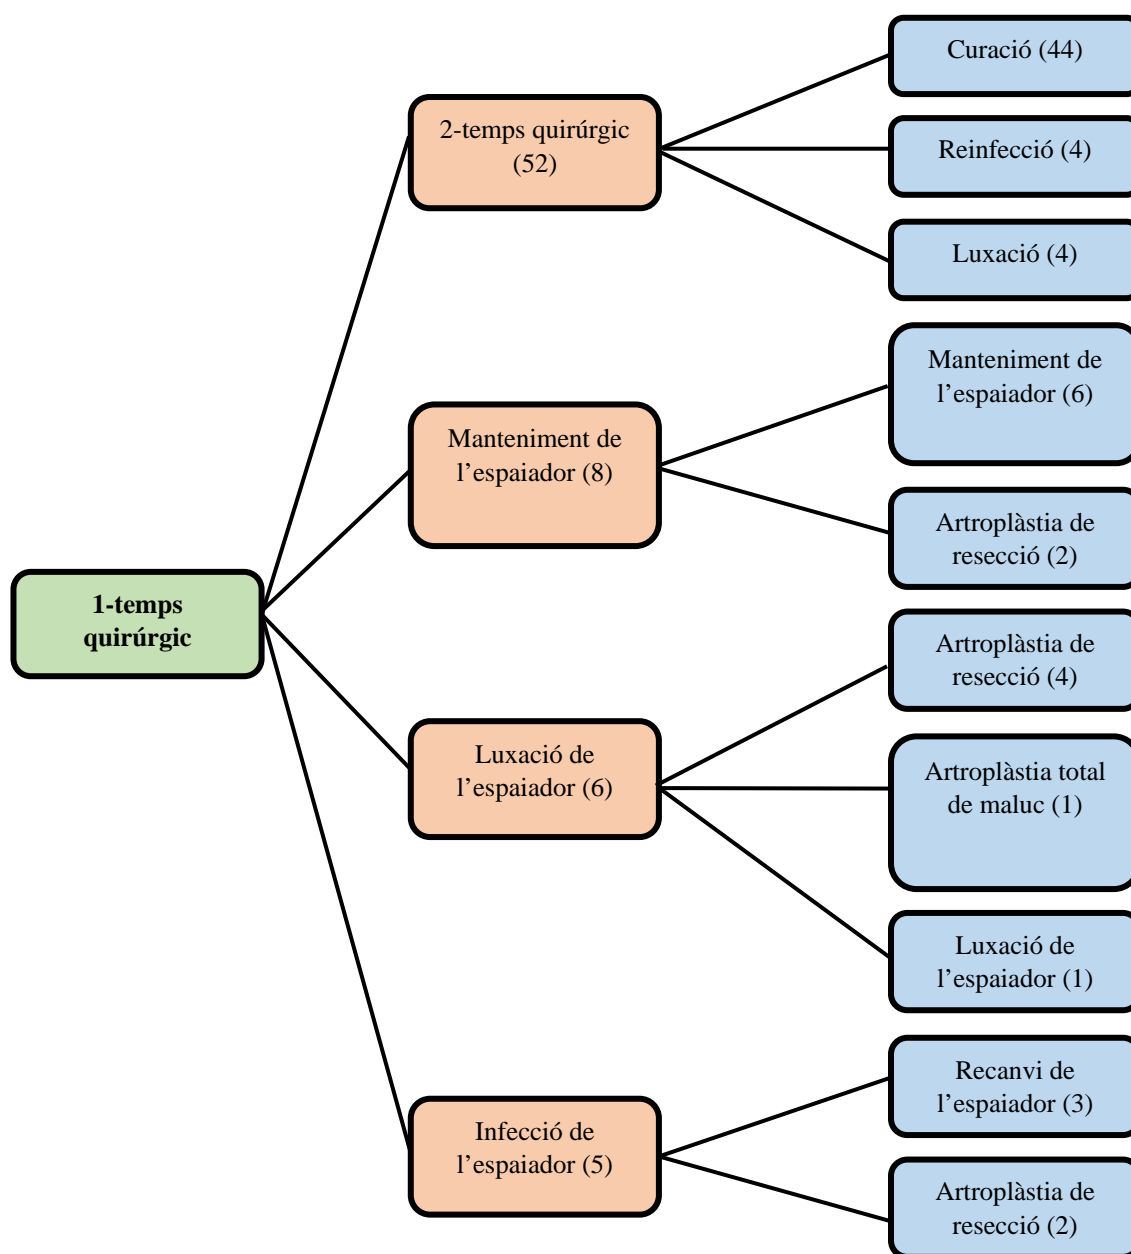 1-temps
quirúrgic
2-temps quirúrgic
(52)
Curació (44)
Reinfecció (4)
Luxació (4)
Manteniment de
l’espaiador (8)
Manteniment de
l’espaiador (6)
Artroplàstia de
resecció (2)
Luxació de
l’espaiador (6)
Artroplàstia de
resecció (4)
Artroplàstia total
de maluc (1)
Luxació de
l’espaiador (1)
Infecció de
l’espaiador (5)
Recanvi de
l’espaiador (3)
Artroplàstia de
resecció (2)